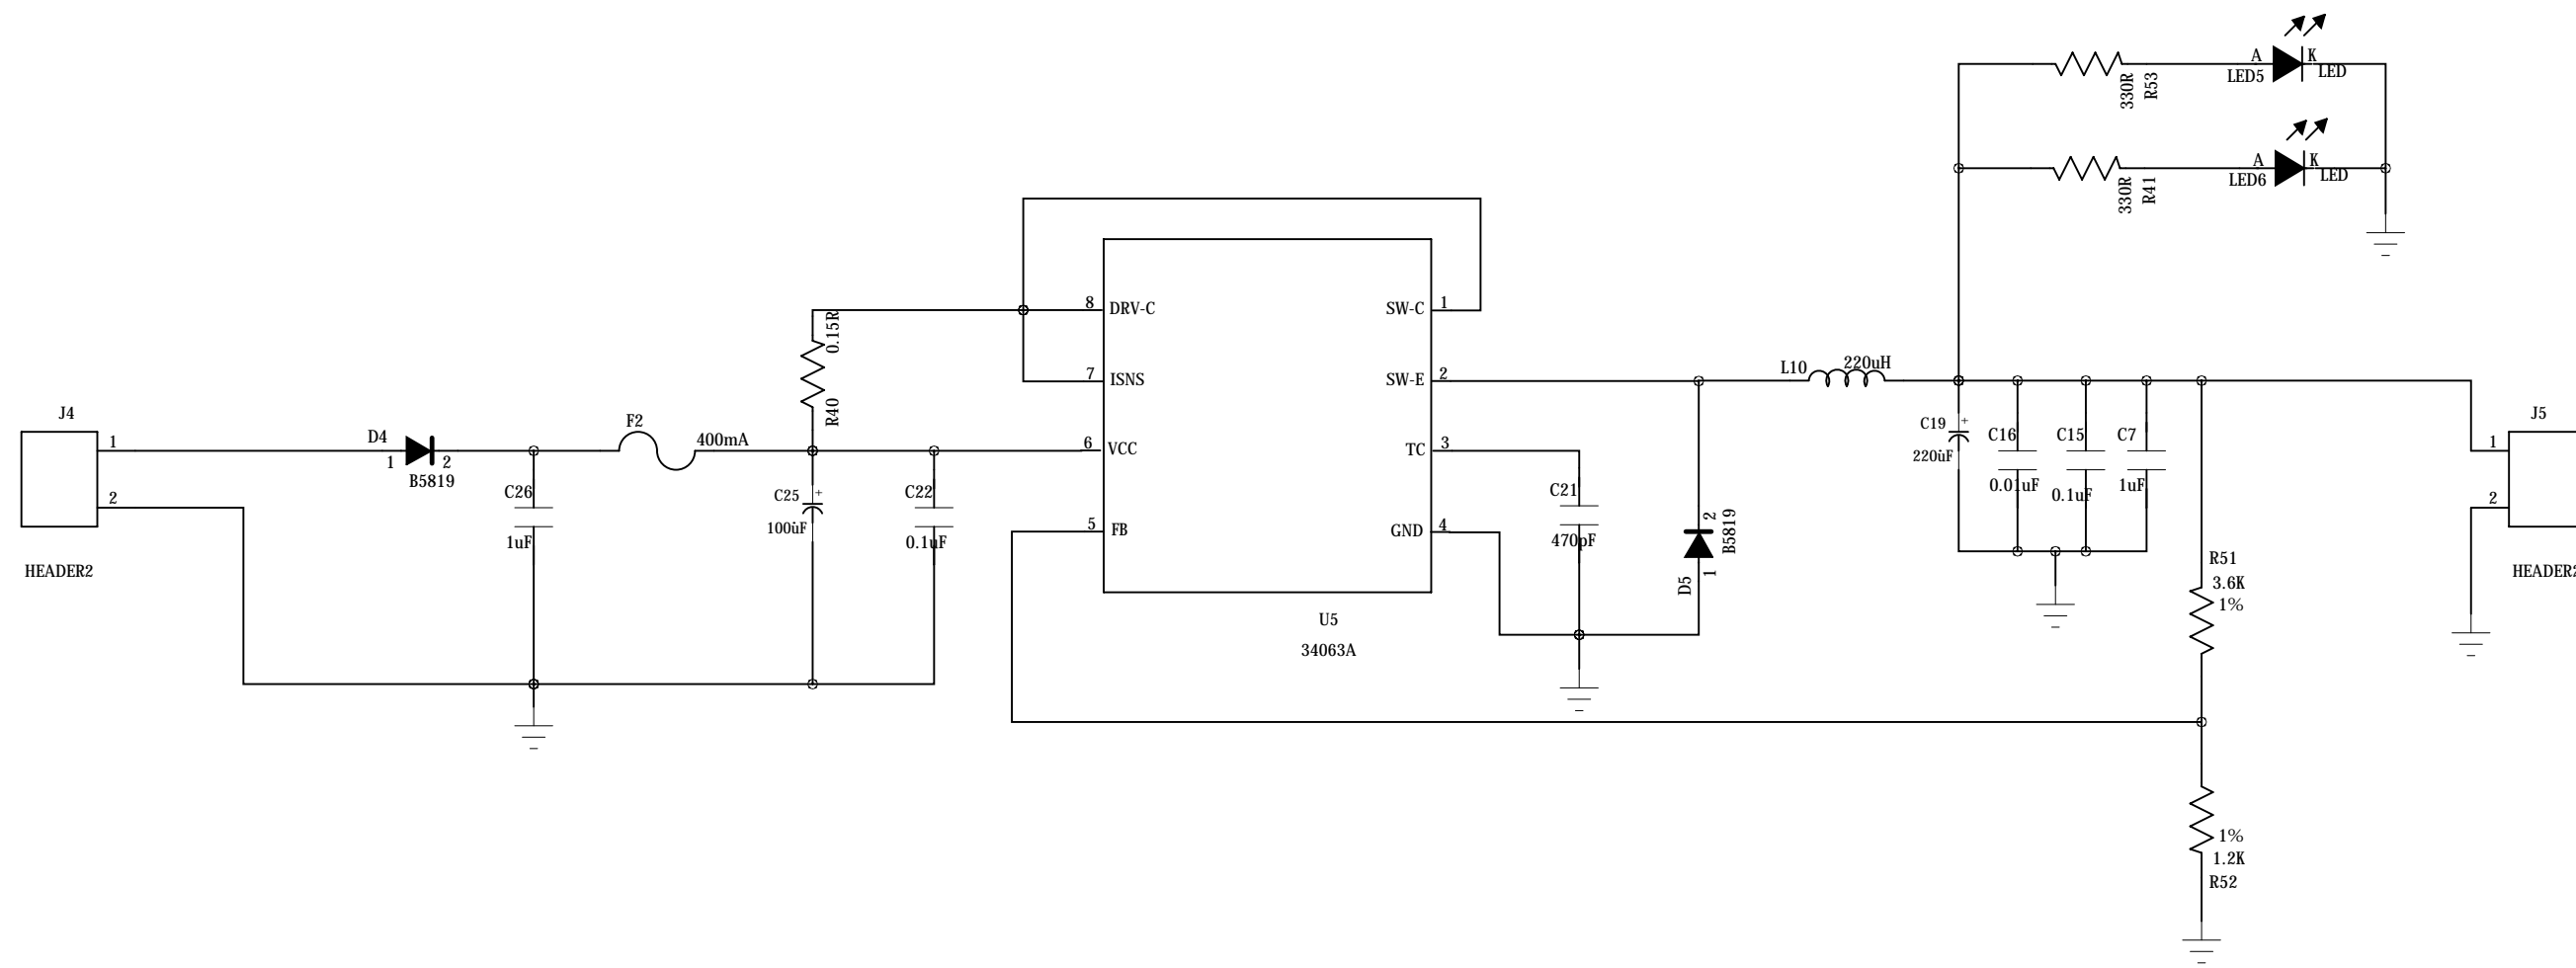 A
K
LED5
LED
330R
R53
A
K
LED6
LED
330R
R41
8
DRV-C
SW-C
1
0.15R
7
ISNS
SW-E
2
L10
220uH
R40
J4
1
D4
1
2
B5819
F2
400mA
6
VCC
TC
3
C19
+
220uF
C16
0.01uF
C15
0.1uF
C7
1uF
J5
1
2
2
HEADER2
C26
1uF
C25
+
100uF
C22
0.1uF
5
FB
GND
4
C21
470pF
2
B5819
1
D5
HEADER2
U5
34063A
R51
3.6K
1%
1%
1.2K
R52